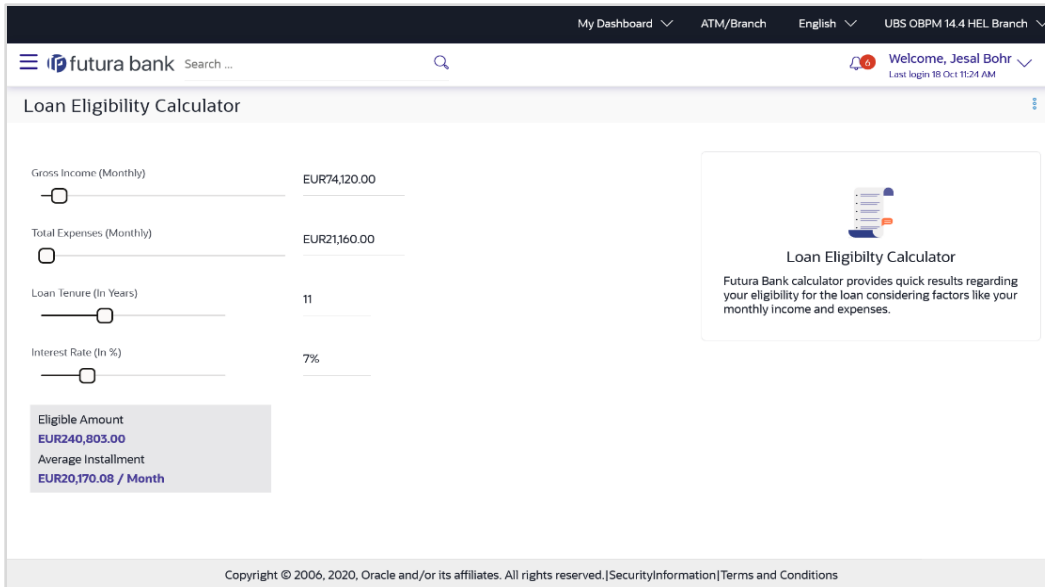 My Dashboard ATM/Branch English UBS OBPM 14.4 HEL Branch
futura bank Search ... 6 Welcome, Jesal Bohr
Last login 18 Oct 11:24 AM
Loan Eligibility Calculator
Gross Income (Monthly) EUR74,120.00
Total Expenses (Monthly) EUR21,160.00
Loan Tenure (In Years) 11
Interest Rate (In %) 7%
Eligible Amount
EUR240,803.00
Average Installment
EUR20,170.08 / Month
Loan Eligibilty Calculator
Futura Bank calculator provides quick results regarding
your eligibility for the loan considering factors like your
monthly income and expenses.
Copyright © 2006, 2020, Oracle and/or its affiliates. All rights reserved.|SecurityInformation|Terms and Conditions